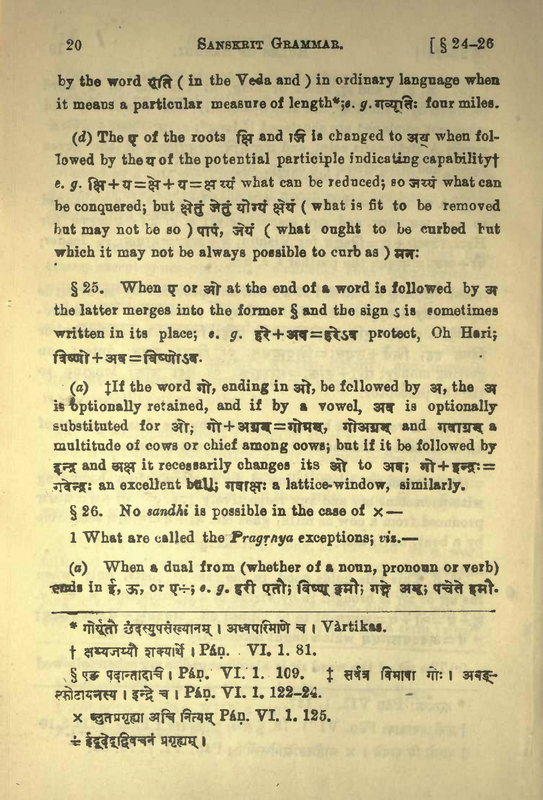 20 SANSKRIT GRAMMAR. [ § 24–26
by the word यूति ( in the Veda and ) in ordinary language when
it means a particular measure of length*;e. g. गव्यूतिः four miles.
(d) The ए of the roots क्षि and जि is changed to अय् when fol-
lowed by the य of the potential participle indicating capability†
e. g. क्षि+य=क्षे+य=क्षय्यं what can be reduced; so जय्यं what can
be conquered; but क्षेतुं जेतुं योग्यं क्षेयं ( what is fit to be removed
but may not be so ) पापं, जेयं ( what ought to be curbed but
which it may not be always possible to curb as ) मनः
§ 25. When ए or ओ at the end of a word is followed by अ
the latter merges into the former § and the sign ऽ is sometimes
written in its place; e. g. हरे+अव=हरेऽव protect, Oh Hari;
विष्णो+अव=विष्णोऽव.
(a) ‡If the word गो, ending in ओ, be followed by अ, the अ
is optionally retained, and if by a vowel, अव is optionally
substituted for ओ; गो+अग्रम्=गोग्रम्, गोअग्रम् and गवाग्रम् a
multitude of cows or chief among cows; but if it be followed by
इन्द्र and अक्ष it necessarily changes its ओ to अव; गो+इन्द्रः=
गवेन्द्रः an excellent bull; गवाक्षः a lattice-window, similarly.
§ 26. No sandhi is possible in the case of ×—
1 What are called the Pragṛhya exceptions; viz.—
(a) When a dual from (whether of a noun, pronoun or verb)
ends in ई, ऊ, or ए÷; e. g. हरी एतौ; विष्णू इमौ; गङ्गे अमू; पचेते इमौ.
* गोर्यूतौ छंदस्युपसंख्यानम् । अध्वपरिमाणे च । Vàrtikas.
† क्षय्यजय्यौ शक्यार्थे । Páṇ. VI. 1. 81.
§ एङः पदान्तादति । Páṇ. VI. 1. 109. ‡ सर्वत्र विभाषा गोः । अवङ्-
स्फोटायनस्य । इन्द्रे च । Páṇ. VI. 1. 122–24.
× प्लुतप्रगृह्या अचि नित्यम् Páṇ. VI. 1. 125.
÷ ईदूदेद्द्विवचनं प्रगृह्यम् ।